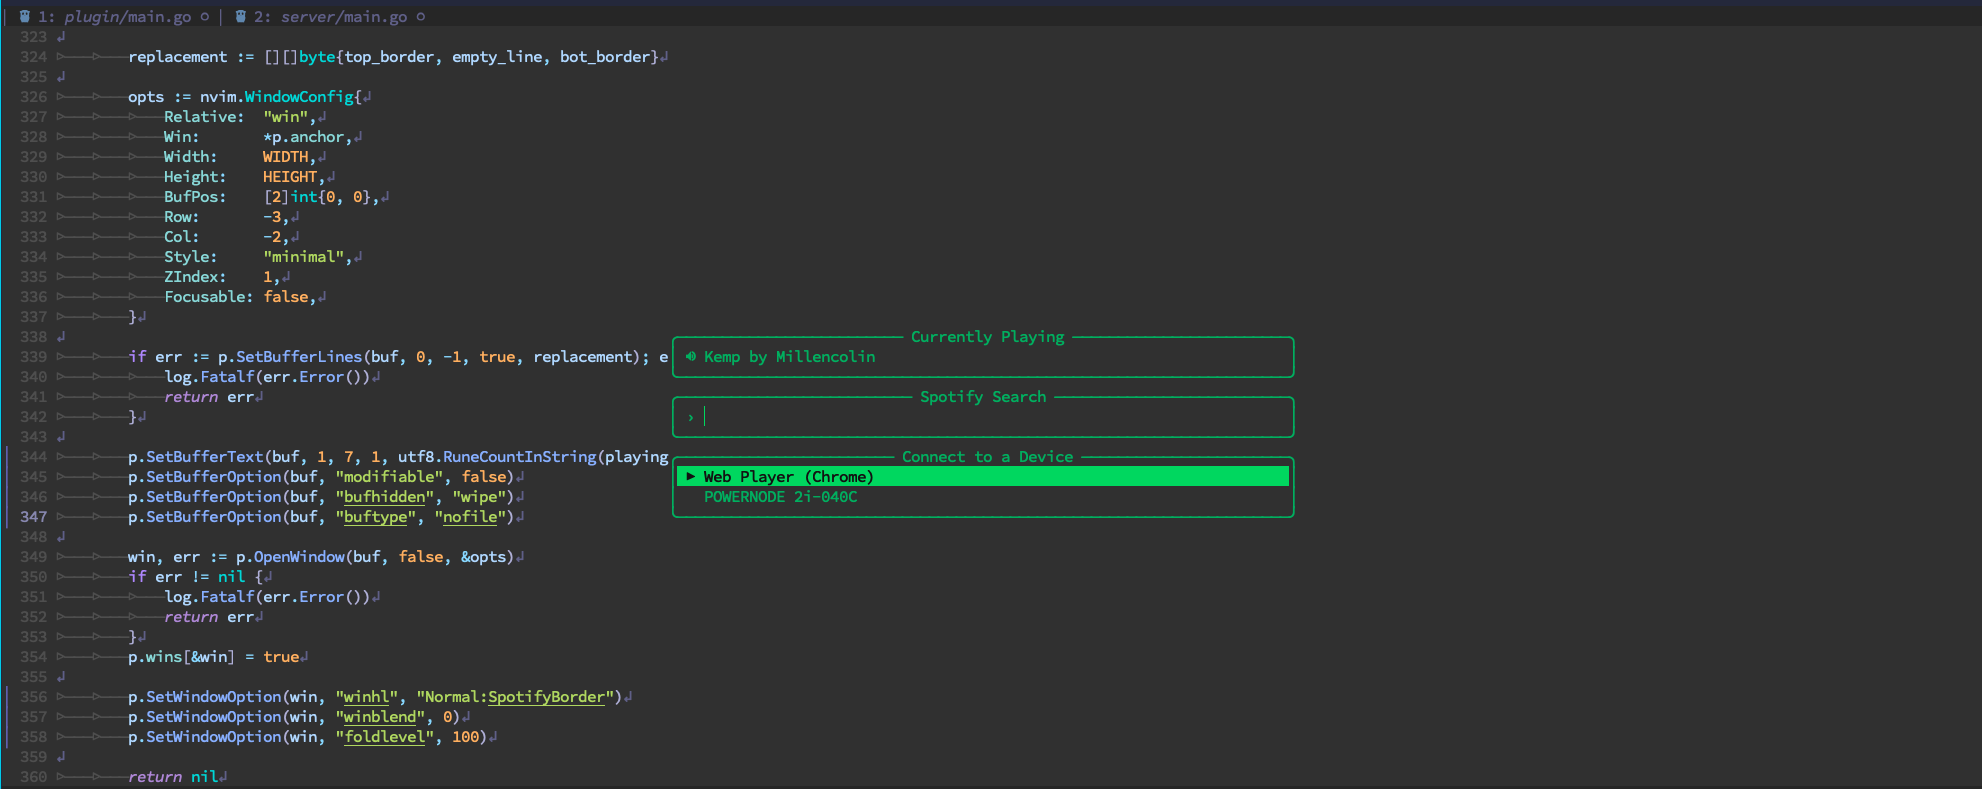 1: plugin/main.go ○ | 2: server/main.go ○
323
324 replacement := [][]byte{top_border, empty_line, bot_border}
325
326 opts := nvim.WindowConfig{
327 Relative: "win",
328 Win: *p.anchor,
329 Width: WIDTH,
330 Height: HEIGHT,
331 BufPos: [2]int{0, 0},
332 Row: -3,
333 Col: -2,
334 Style: "minimal",
335 ZIndex: 1,
336 Focusable: false,
337 }
338
339 if err := p.SetBufferLines(buf, 0, -1, true, replacement); e
340 log.Fatalf(err.Error())
341 return err
342 }
343
344 p.SetBufferText(buf, 1, 7, 1, utf8.RuneCountInString(playing
345 p.SetBufferOption(buf, "modifiable", false)
346 p.SetBufferOption(buf, "bufhidden", "wipe")
347 p.SetBufferOption(buf, "buftype", "nofile")
348
349 win, err := p.OpenWindow(buf, false, &opts)
350 if err != nil {
351 log.Fatalf(err.Error())
352 return err
353 }
354 p.wins[&win] = true
355
356 p.SetWindowOption(win, "winhl", "Normal:SpotifyBorder")
357 p.SetWindowOption(win, "winblend", 0)
358 p.SetWindowOption(win, "foldlevel", 100)
359
360 return nil
Currently Playing
Kemp by Millencolin
Spotify Search
›
Connect to a Device
▶ Web Player (Chrome)
POWERNODE 2i-040C